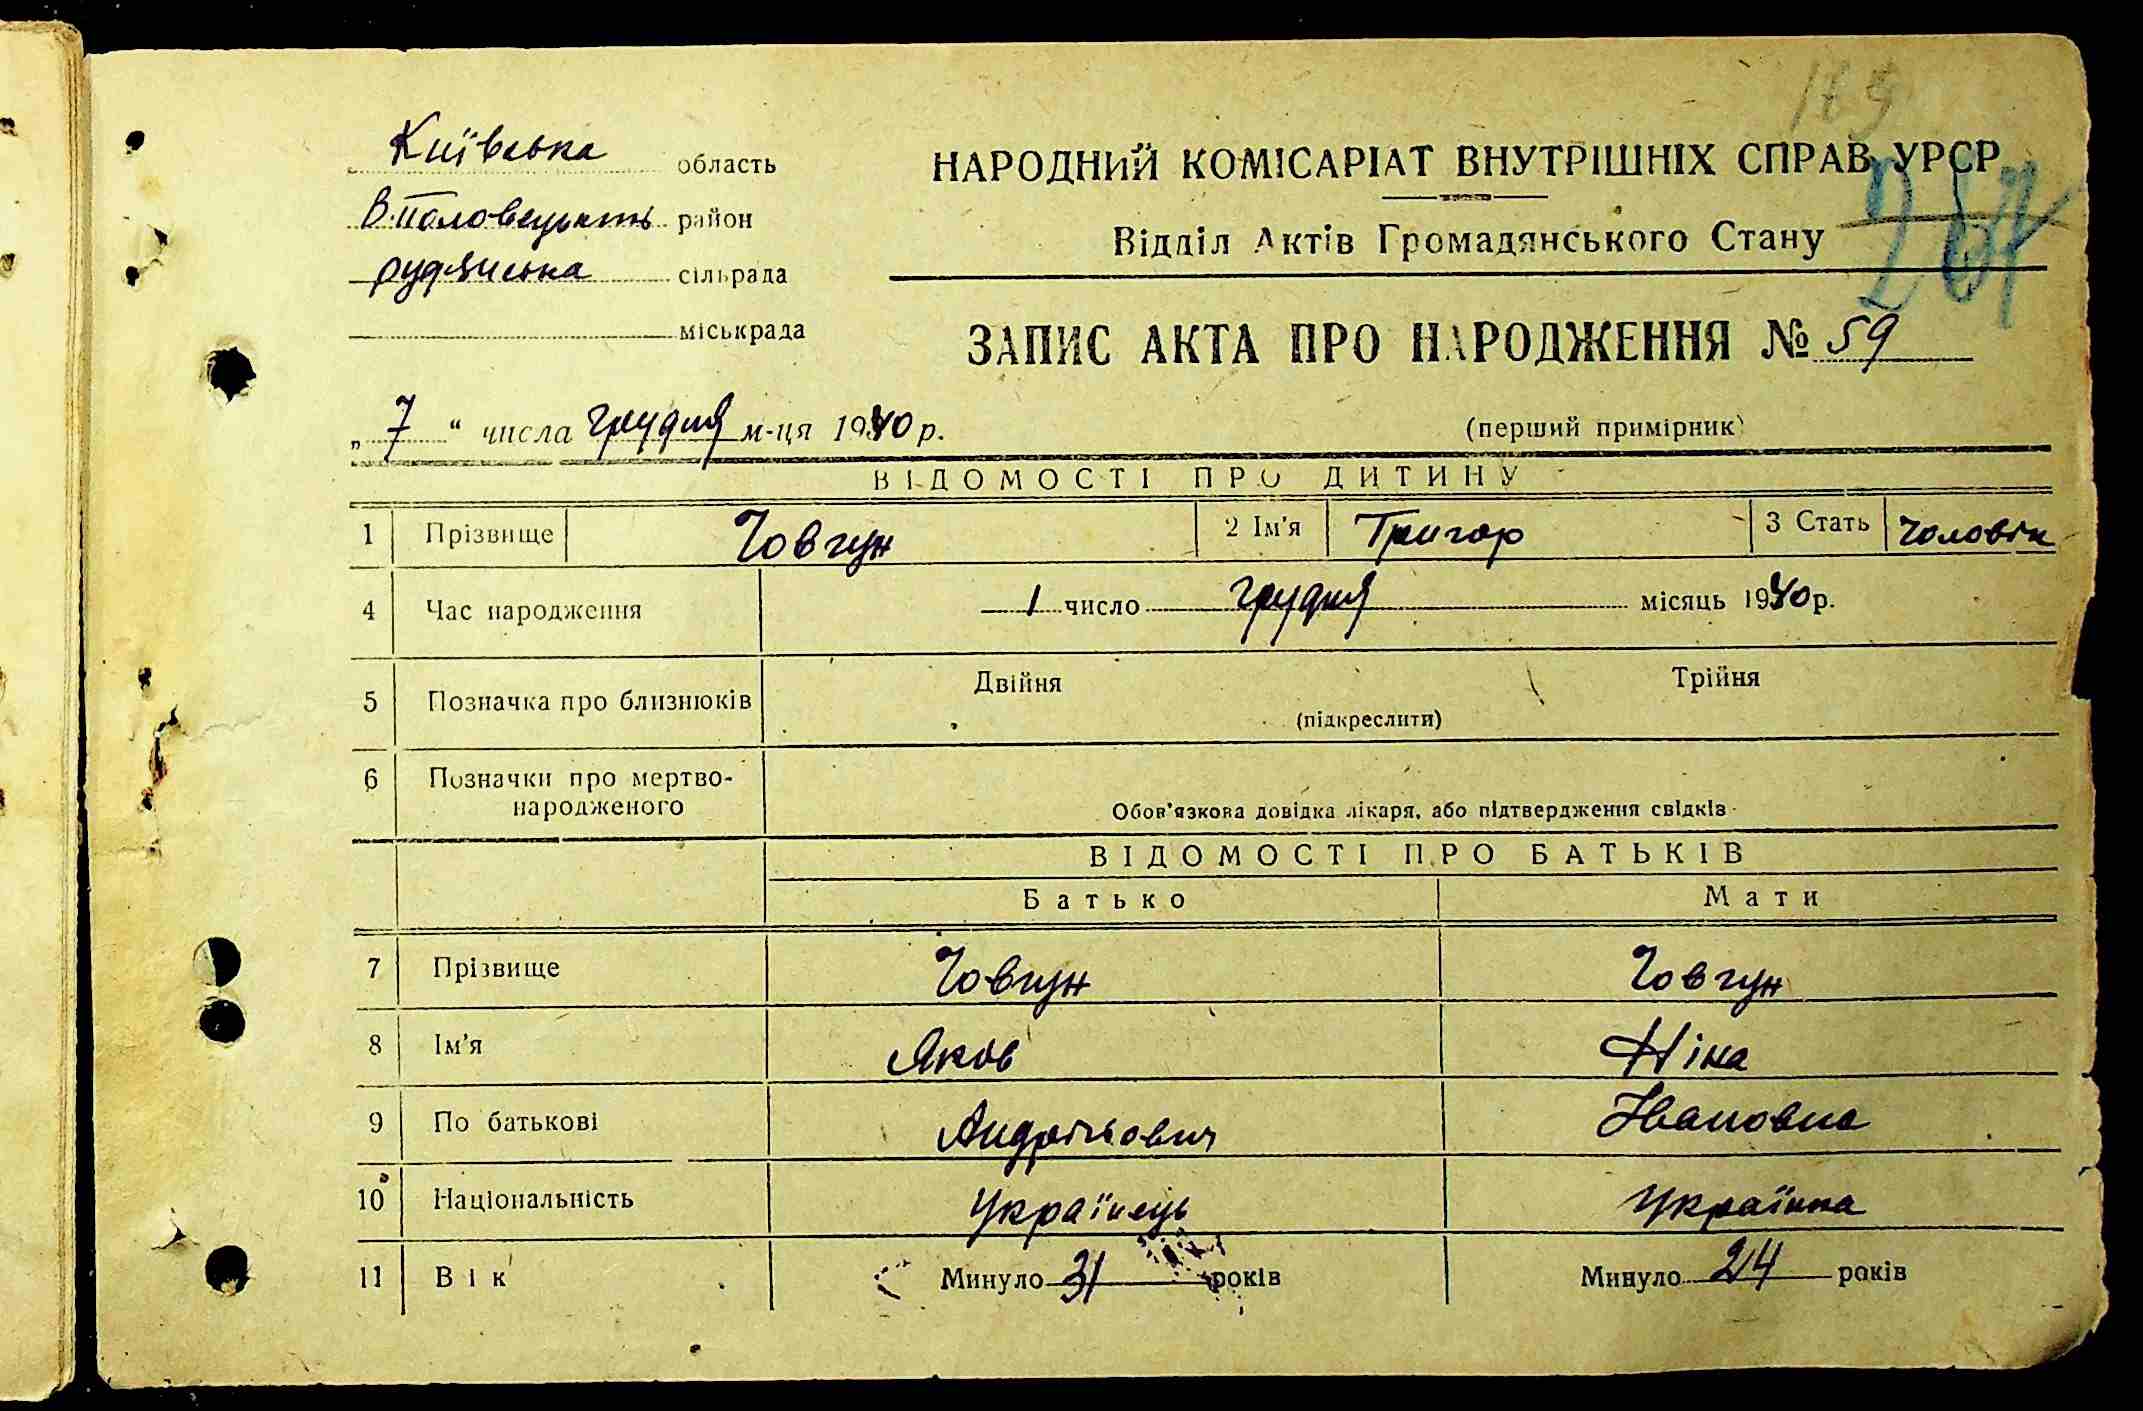 169
НАРОДНИЙ КОМІСАРІАТ ВНУТРІШНІХ СПРАВ УРСР
Київська область
В.Половецький район
Рудянська сільрада
міськрада
Відділ Актів Громадянського Стану
ЗАПИС АКТА ПРО НАРОДЖЕННЯ № 59
„ 7 “ числа грудня м-ця 1940 р.
(перший примірник)
ВІДОМОСТІ ПРО ДИТИНУ
1 Прізвище Човгун 2 Ім'я Григор 3 Стать чоловік
4 Час народження 1 число грудня місяць 1940 р.
5 Позначка про близнюків Двійня Трійня
(підкреслити)
6 Позначки про мертво-
народженого
Обов'язкова довідка лікаря, або підтвердження свідків
ВІДОМОСТІ ПРО БАТЬКІВ
Батько Мати
7 Прізвище Човгун Човгун
8 Ім'я Яков Ніна
9 По батькові Андрійович Івановна
10 Національність Українець Українка
11 Вік Минуло 31 років Минуло 24 років